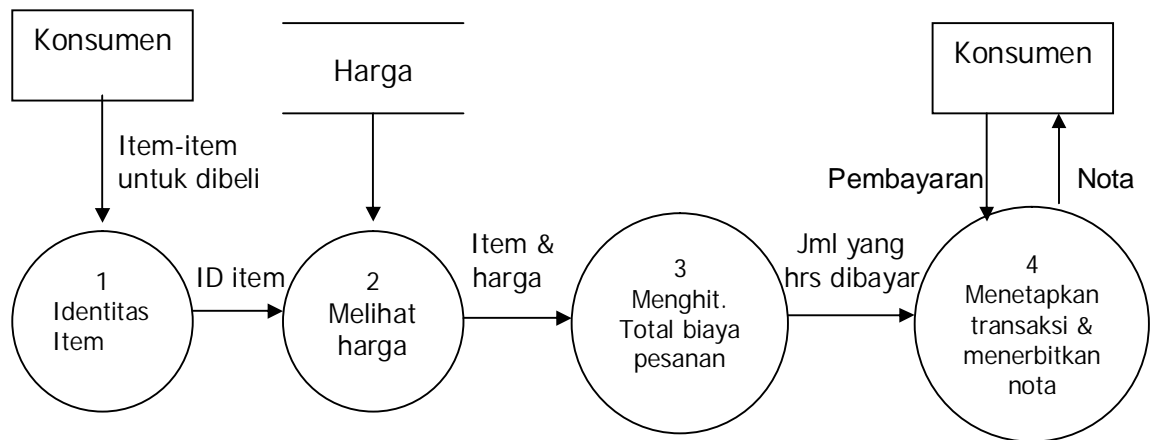 Konsumen
Harga
Konsumen
Item-item
untuk dibeli
Pembayaran
Nota
1
Identitas
Item
ID item
2
Melihat
harga
Item &
harga
3
Menghit.
Total biaya
pesanan
Jml yang
hrs dibayar
4
Menetapkan
transaksi &
menerbitkan
nota